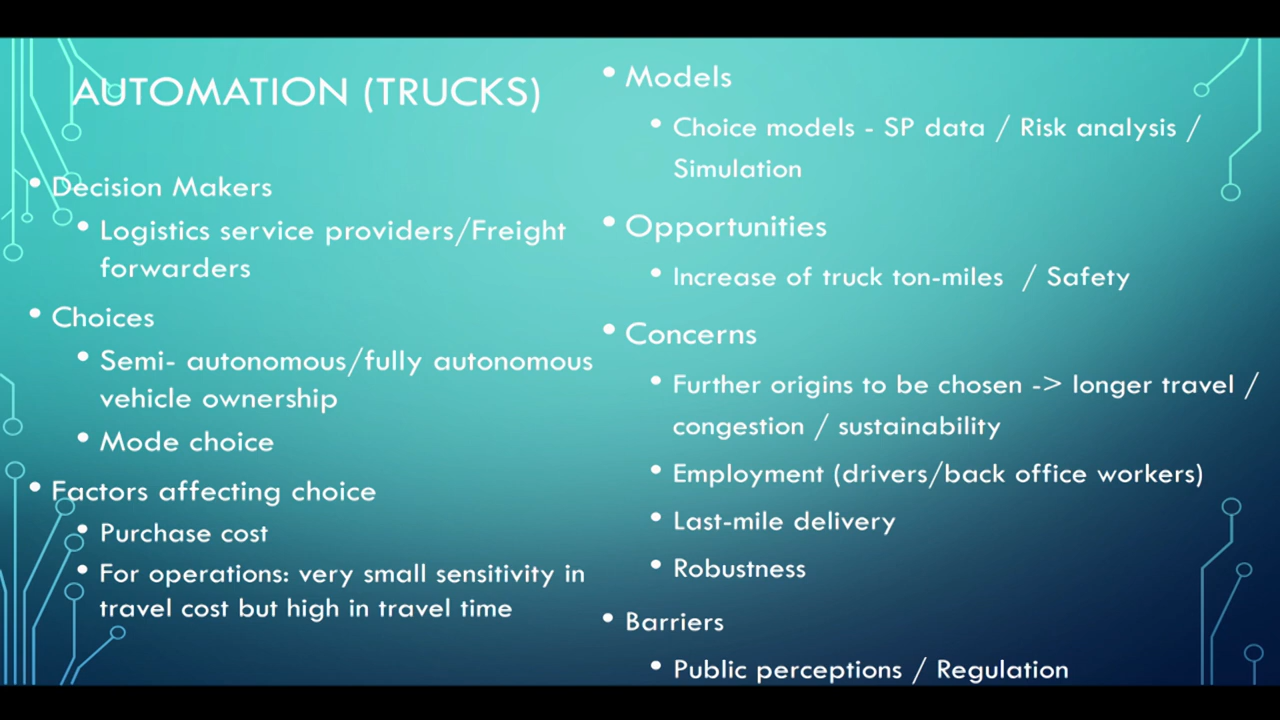 AUTOMATION (TRUCKS)
• Decision Makers
• Logistics service providers/Freight
forwarders
• Choices
• Semi- autonomous/fully autonomous
vehicle ownership
• Mode choice
• Factors affecting choice
• Purchase cost
• For operations: very small sensitivity in
travel cost but high in travel time
• Models
• Choice models - SP data / Risk analysis /
Simulation
• Opportunities
• Increase of truck ton-miles / Safety
• Concerns
• Further origins to be chosen -> longer travel /
congestion / sustainability
• Employment (drivers/back office workers)
• Last-mile delivery
• Robustness
• Barriers
• Public perceptions / Regulation